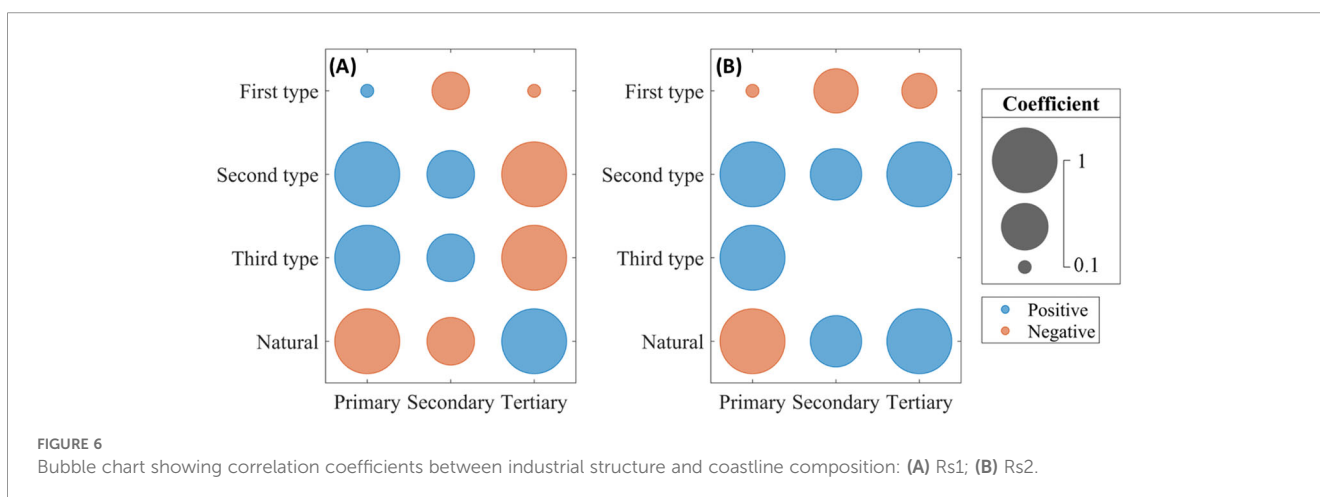 (A)
First type
Second type
Third type
Natural
Primary Secondary Tertiary
(B)
First type
Second type
Third type
Natural
Primary Secondary Tertiary
Coefficient
1
0.1
Positive
Negative
FIGURE 6
Bubble chart showing correlation coefficients between industrial structure and coastline composition: (A) Rs1; (B) Rs2.